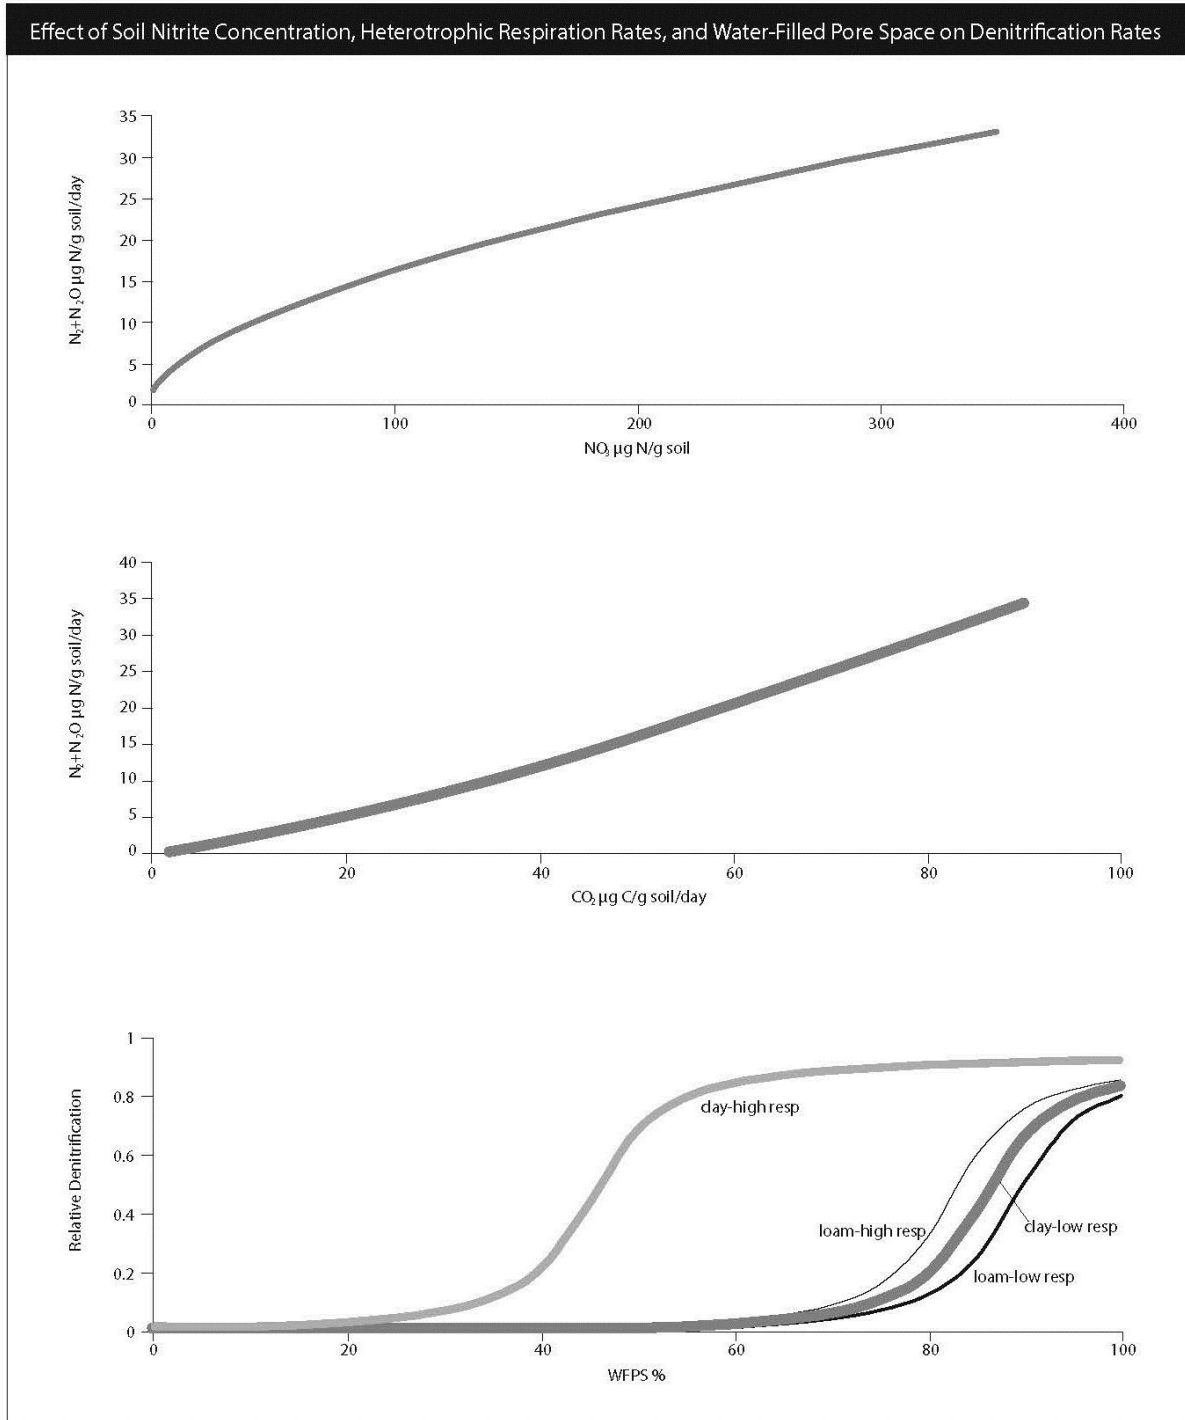 Effect of Soil Nitrite Concentration, Heterotrophic Respiration Rates, and Water-Filled Pore Space on Denitrification Rates
35
30
25
20
15
10
5
0
N₂+N₂O µg N/g soil/day
0 100 200 300 400
NO₃ µg N/g soil
40
35
30
25
20
15
10
5
0
N₂+N₂O µg N/g soil/day
0 20 40 60 80 100
CO₂ µg C/g soil/day
1
0.8
0.6
0.4
0.2
0
Relative Denitrification
clay-high resp
loam-high resp
clay-low resp
loam-low resp
0 20 40 60 80 100
WFPS %